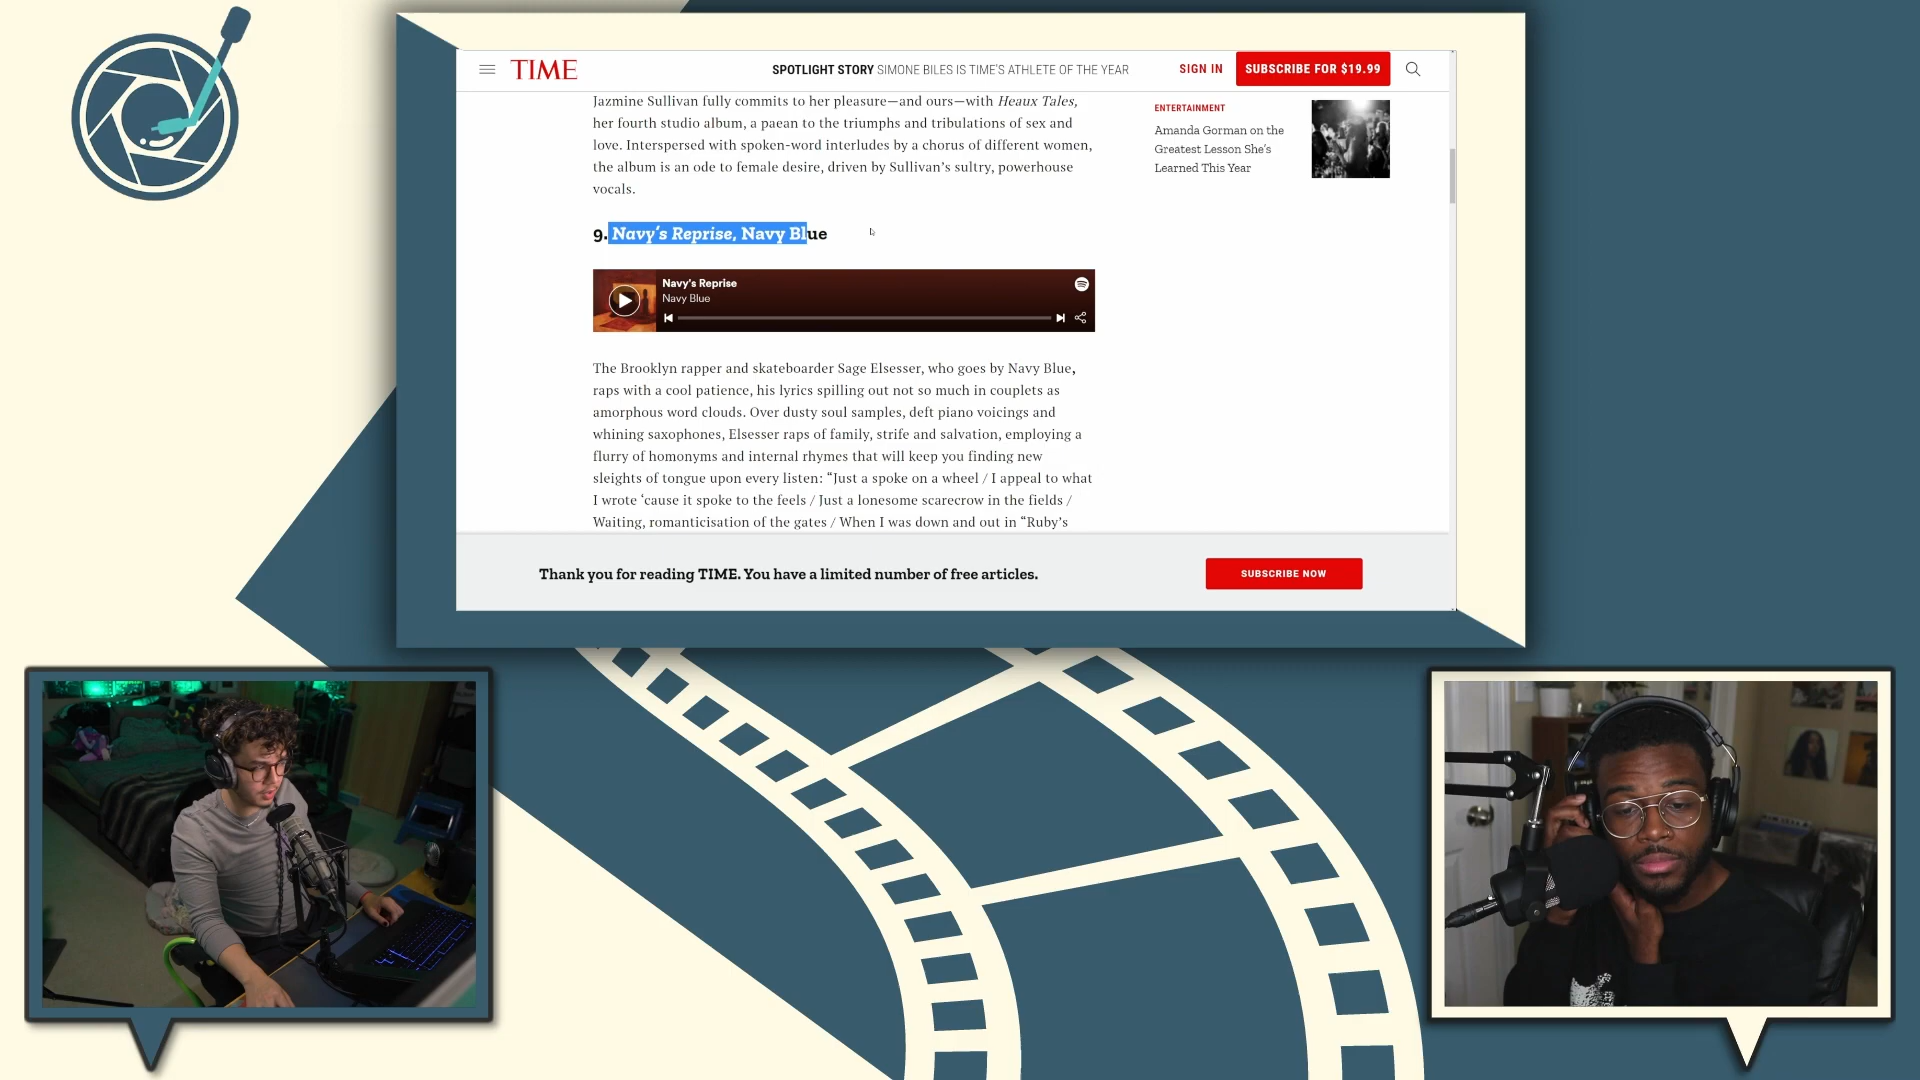 TIME
SPOTLIGHT STORY SIMONE BILES IS TIME'S ATHLETE OF THE YEAR
SIGN IN
SUBSCRIBE FOR $19.99
Jazmine Sullivan fully commits to her pleasure—and ours—with Heaux Tales,
her fourth studio album, a paean to the triumphs and tribulations of sex and
love. Interspersed with spoken-word interludes by a chorus of different women,
the album is an ode to female desire, driven by Sullivan's sultry, powerhouse
vocals.
ENTERTAINMENT
Amanda Gorman on the
Greatest Lesson She's
Learned This Year
9. Navy's Reprise, Navy Blue
Navy's Reprise
Navy Blue
The Brooklyn rapper and skateboarder Sage Elsesser, who goes by Navy Blue,
raps with a cool patience, his lyrics spilling out not so much in couplets as
amorphous word clouds. Over dusty soul samples, deft piano voicings and
whining saxophones, Elsesser raps of family, strife and salvation, employing a
flurry of homonyms and internal rhymes that will keep you finding new
sleights of tongue upon every listen: “Just a spoke on a wheel / I appeal to what
I wrote ‘cause it spoke to the feels / Just a lonesome scarecrow in the fields /
Waiting, romanticisation of the gates / When I was down and out in “Ruby's
Thank you for reading TIME. You have a limited number of free articles.
SUBSCRIBE NOW